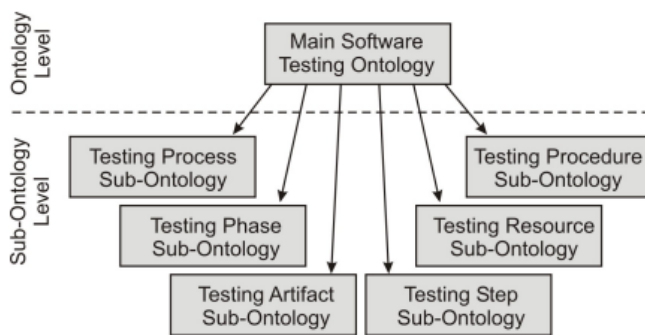 Ontology
Level
Main Software
Testing Ontology
Sub-Ontology
Level
Testing Process
Sub-Ontology
Testing Procedure
Sub-Ontology
Testing Phase
Sub-Ontology
Testing Resource
Sub-Ontology
Testing Artifact
Sub-Ontology
Testing Step
Sub-Ontology